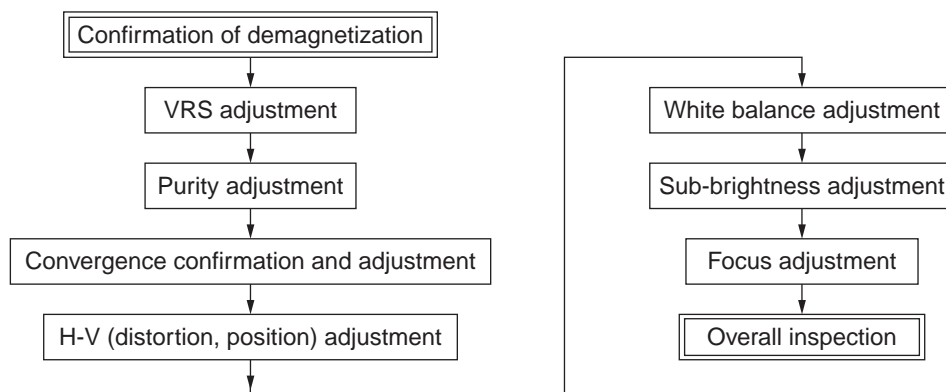 Confirmation of demagnetization
VRS adjustment
Purity adjustment
Convergence confirmation and adjustment
H-V (distortion, position) adjustment
White balance adjustment
Sub-brightness adjustment
Focus adjustment
Overall inspection